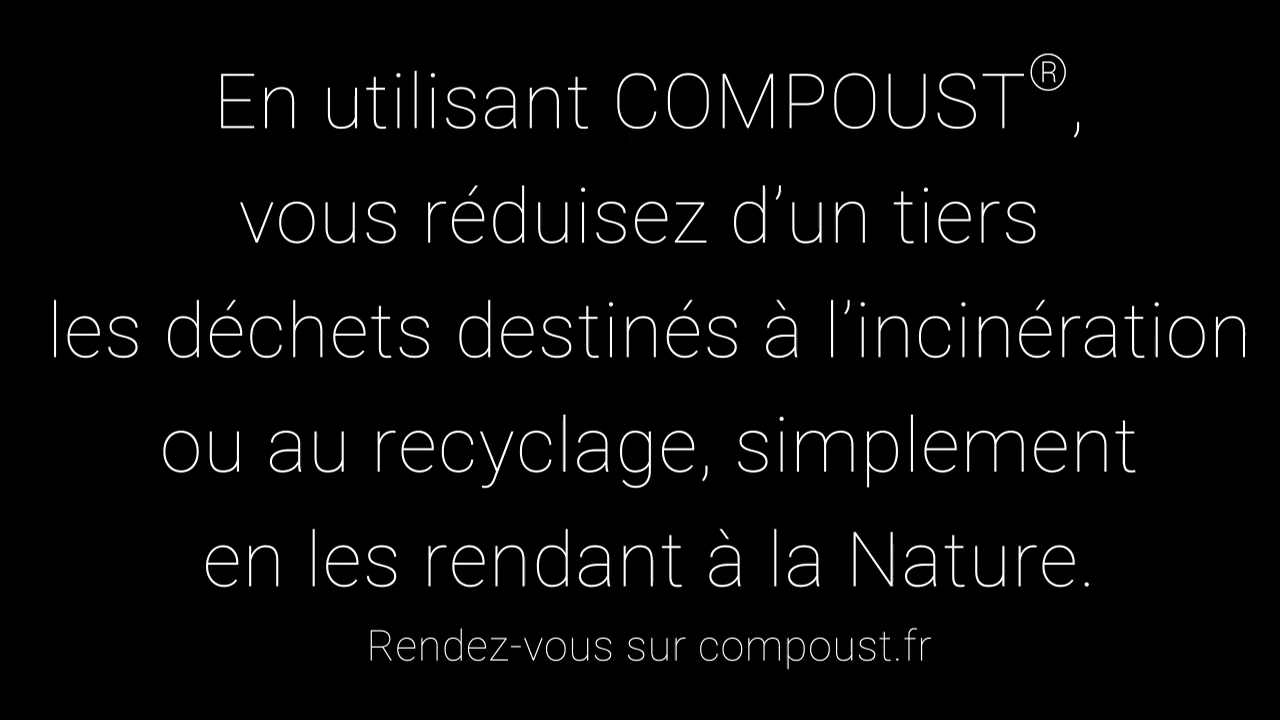 En utilisant COMPOUST®,
vous réduisez d’un tiers
les déchets destinés à l’incinération
ou au recyclage, simplement
en les rendant à la Nature.
Rendez-vous sur compoust.fr